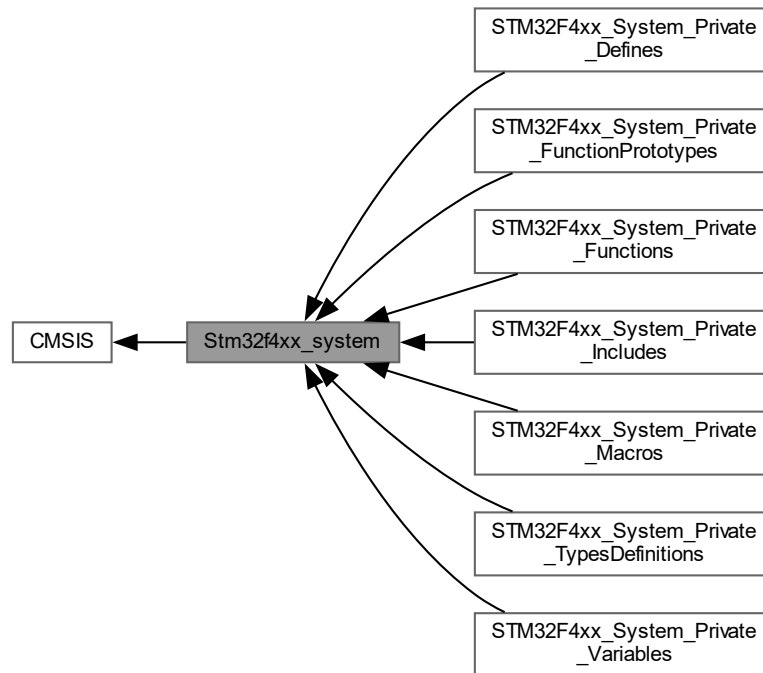 STM32F4xx_System_Private
_Defines
STM32F4xx_System_Private
_FunctionPrototypes
STM32F4xx_System_Private
_Functions
CMSIS
Stm32f4xx_system
STM32F4xx_System_Private
_Includes
STM32F4xx_System_Private
_Macros
STM32F4xx_System_Private
_TypesDefinitions
STM32F4xx_System_Private
_Variables